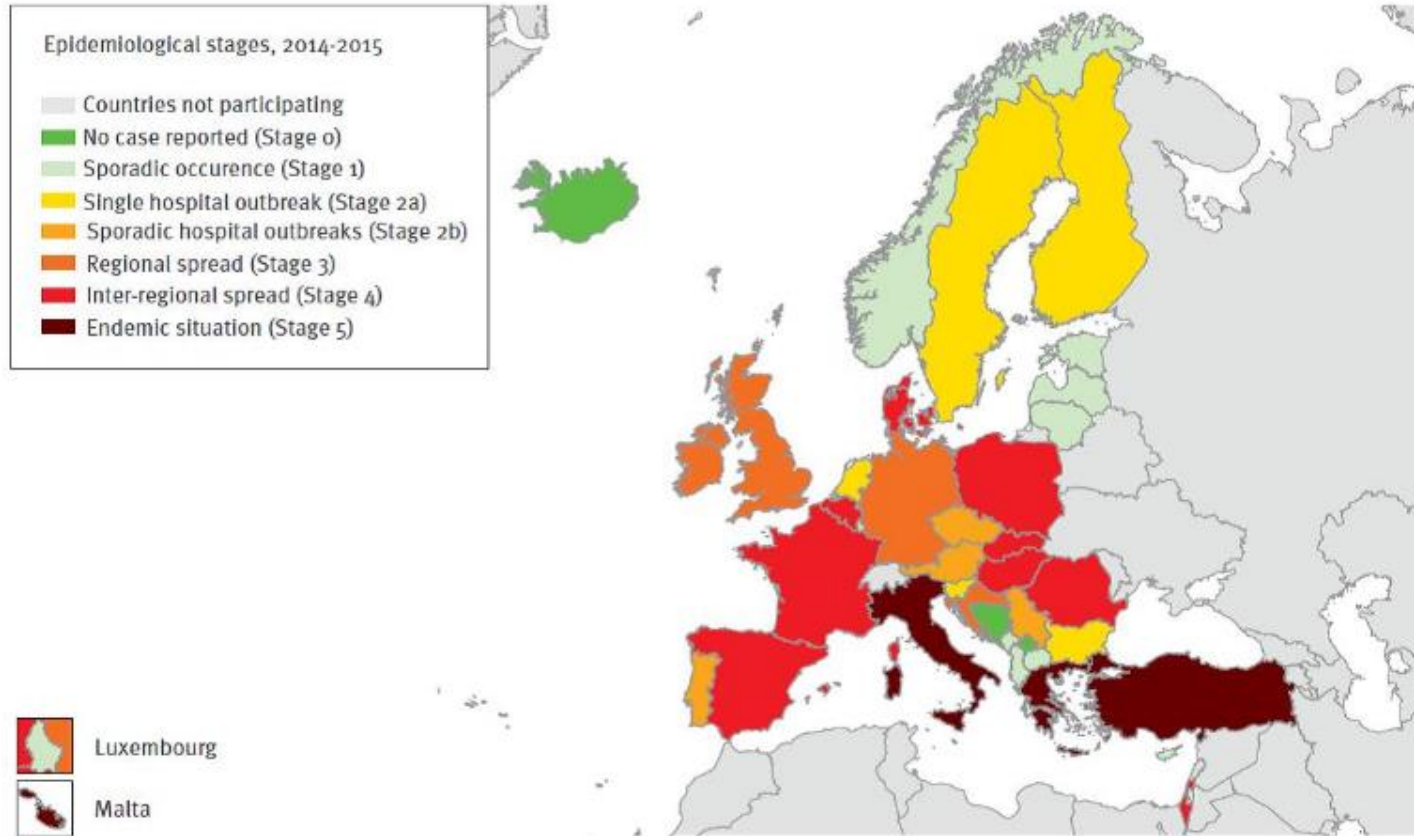 Epidemiological stages, 2014-2015
Countries not participating
No case reported (Stage 0)
Sporadic occurence (Stage 1)
Single hospital outbreak (Stage 2a)
Sporadic hospital outbreaks (Stage 2b)
Regional spread (Stage 3)
Inter-regional spread (Stage 4)
Endemic situation (Stage 5)
Luxembourg
Malta